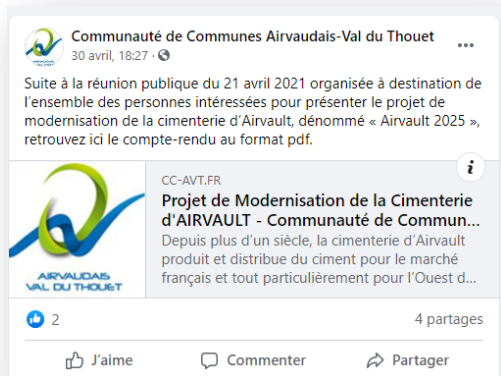 Communauté de Communes Airvaudais-Val du Thouet
30 avril, 18:27 ·
Suite à la réunion publique du 21 avril 2021 organisée à destination de
l'ensemble des personnes intéressées pour présenter le projet de
modernisation de la cimenterie d'Airvault, dénommé « Airvault 2025 »,
retrouvez ici le compte-rendu au format pdf.
CC-AVT.FR
Projet de Modernisation de la Cimenterie
d'AIRVAULT - Communauté de Commun...
Depuis plus d'un siècle, la cimenterie d'Airvault
produit et distribue du ciment pour le marché
français et tout particulièrement pour l'Ouest d...
AIRVAUDAIS
VAL DU THOUET
2
4 partages
J'aime
Commenter
Partager